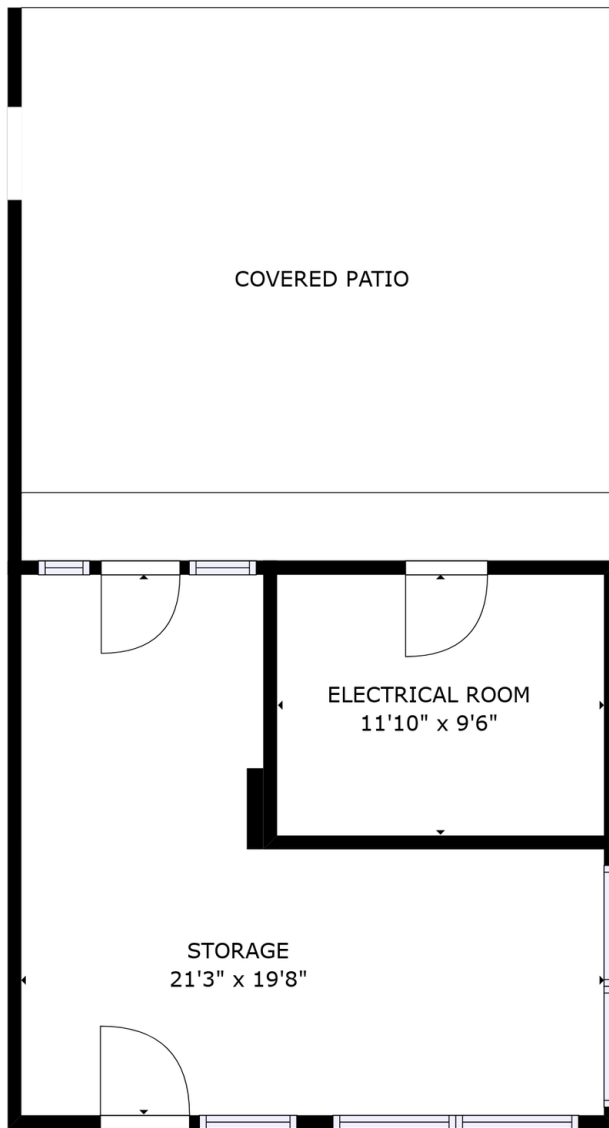 COVERED PATIO
ELECTRICAL ROOM
11'10" x 9'6"
STORAGE
21'3" x 19'8"